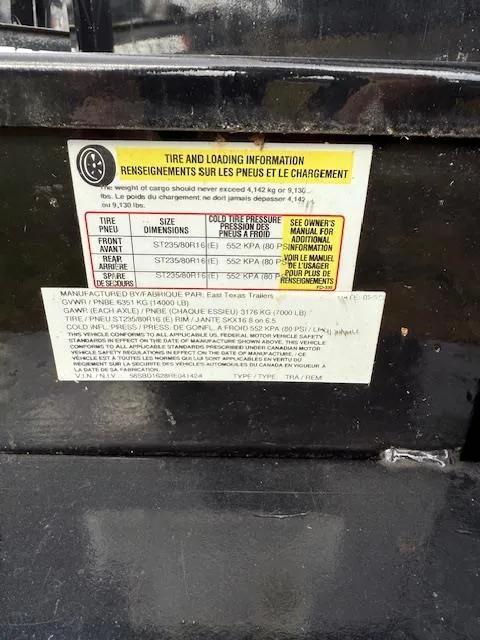 TIRE AND LOADING INFORMATION
RENSEIGNEMENTS SUR LES PNEUS ET LE CHARGEMENT
The weight of cargo should never exceed 4,142 kg or 9,130
lbs. Le poids du chargement ne doit jamais dépasser 4,142
ou 9,130 lbs.
TIRE PNEU SIZE DIMENSIONS COLD TIRE PRESSURE PRESSION DES PNEUS A FROID
FRONT AVANT ST235/80R16 (E) 552 KPA (80 PSI
REAR ARRIERE ST235/80R16 (E) 552 KPA (80 PSI
SPARE DE SECOURS ST235/80R16 (E) 552 KPA (80 P
SEE OWNER'S
MANUAL FOR
ADDITIONAL
INFORMATION
VOIR LE MANUEL
DE L'USAGER
POUR PLUS DE
RENSEIGNEMENTS
MANUFACTURED BY/FABRIQUE PAR: East Texas Trailers
GVWR / PNBE 6351 KG (14000 LB)
GAWR (EACH AXLE) / PNBE (CHAQUE ESSIEU) 3176 KG (7000 LB)
TIRE / PNEU ST235/80R16 (E) RIM / JANTE SKX16 8 on 6.5
COLD INFL. PRESS / PRESS. DE GONFL. A FROID 552 KPA (80 PSI /
THIS VEHICLE CONFORMS TO ALL APPLICABLE U.S. FEDERAL MOTOR VEHICLE SAFETY
STANDARDS IN EFFECT ON THE DATE OF MANUFACTURE SHOWN ABOVE. THIS VEHICLE
CONFORMS TO ALL APPLICABLE STANDARDS PRESCRIBED UNDER CANADIAN MOTOR
VEHICLE SAFETY REGULATIONS IN EFFECT ON THE DATE OF MANUFACTURE. / CE
VEHICLE EST A TOUTES LES NORMES QUI LUI SONT APPLICABLES EN VERTU DU
REGLEMENT SUR LA SECURITE DES VEHICLES AUTOMOBILES DU CANADA EN VIGUEUR A
LA DATE DE SA FABRICATION.
V.I.N. / N.I.V. 58SBD1628RE041424 TYPE / TYPE TRA / REM